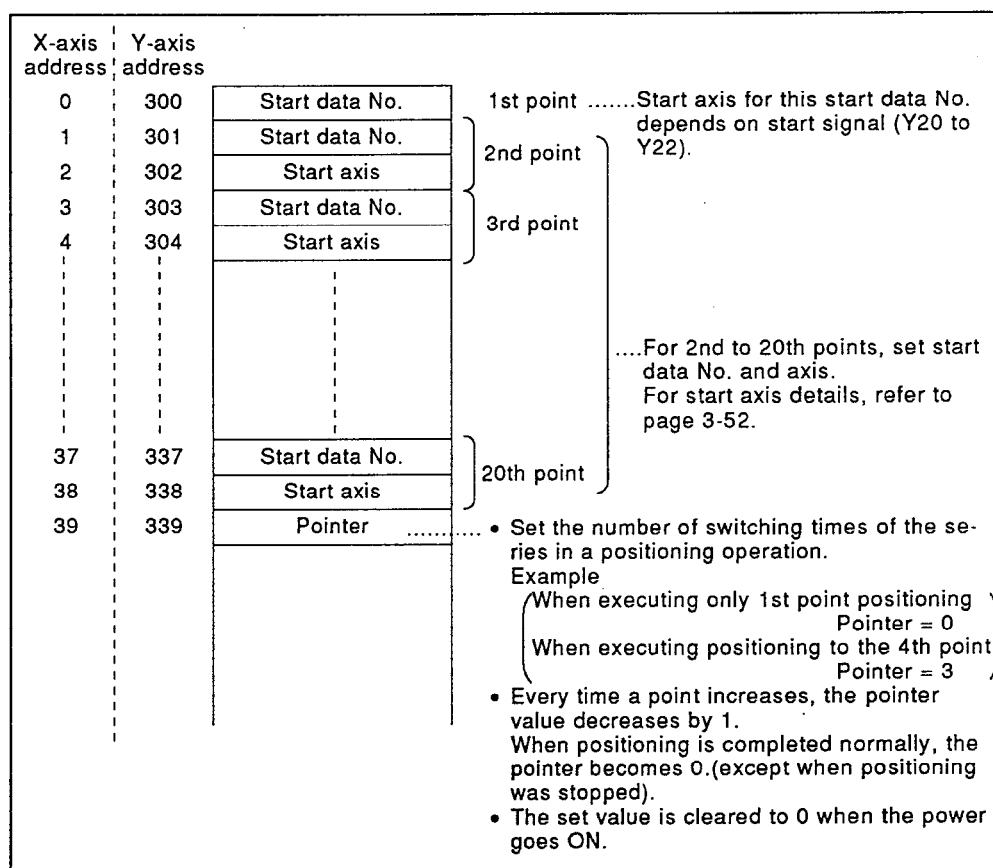 X-axis Y-axis
address address
0 300 Start data No. 1st point .......Start axis for this start data No.
depends on start signal (Y20 to
Y22).
1 301 Start data No.
2nd point
2 302 Start axis
3 303 Start data No.
3rd point
4 304 Start axis
....For 2nd to 20th points, set start
data No. and axis.
For start axis details, refer to
page 3-52.
37 337 Start data No.
20th point
38 338 Start axis
39 339 Pointer ........... • Set the number of switching times of the se-
ries in a positioning operation.
Example
When executing only 1st point positioning
Pointer = 0
When executing positioning to the 4th point
Pointer = 3
• Every time a point increases, the pointer
value decreases by 1.
When positioning is completed normally, the
pointer becomes 0.(except when positioning
was stopped).
• The set value is cleared to 0 when the power
goes ON.